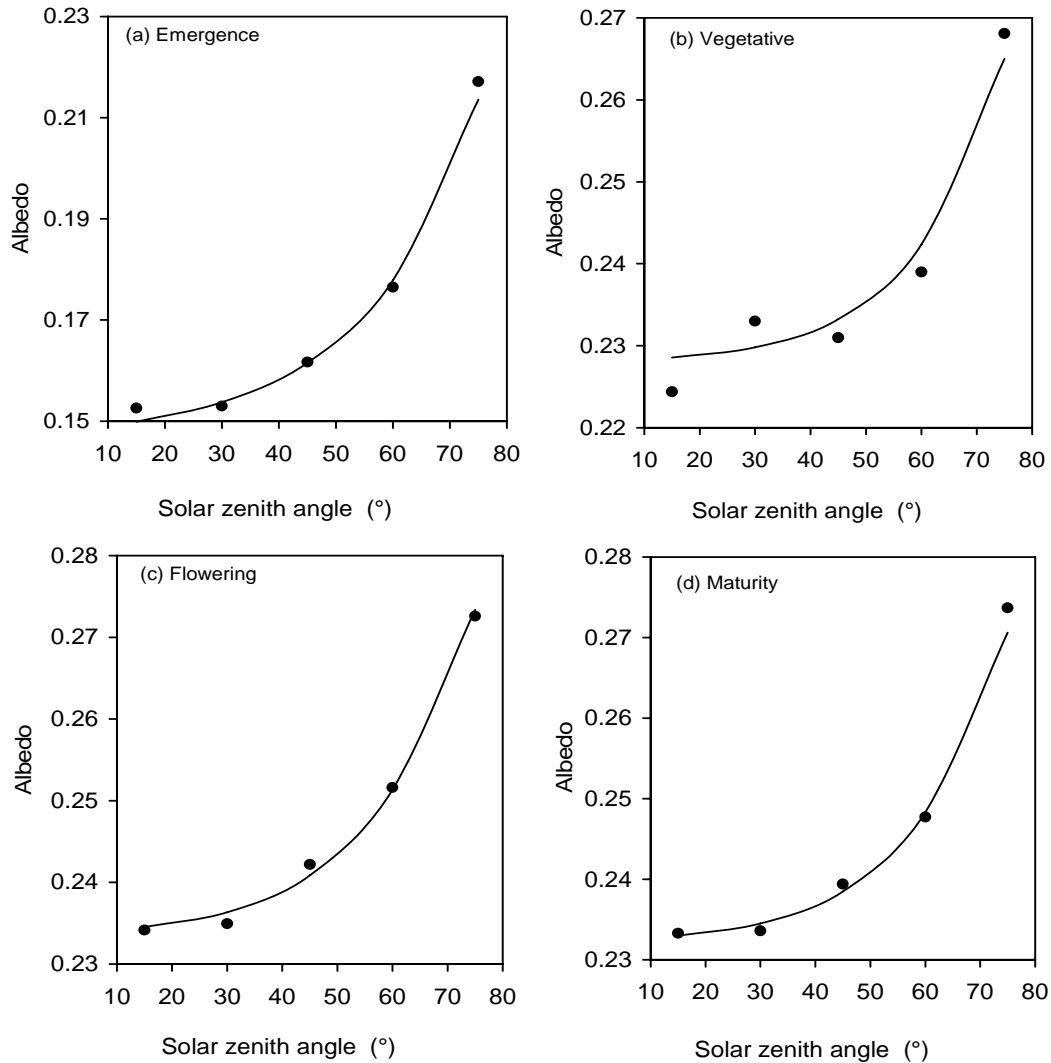 0.23
(a) Emergence
0.21
0.19
0.17
0.15
Albedo
10 20 30 40 50 60 70 80
Solar zenith angle (°)
0.27
(b) Vegetative
0.26
0.25
0.24
0.23
0.22
Albedo
10 20 30 40 50 60 70 80
Solar zenith angle (°)
0.28
(c) Flowering
0.27
0.26
0.25
0.24
0.23
Albedo
10 20 30 40 50 60 70 80
Solar zenith angle (°)
0.28
(d) Maturity
0.27
0.26
0.25
0.24
0.23
Albedo
10 20 30 40 50 60 70 80
Solar zenith angle (°)